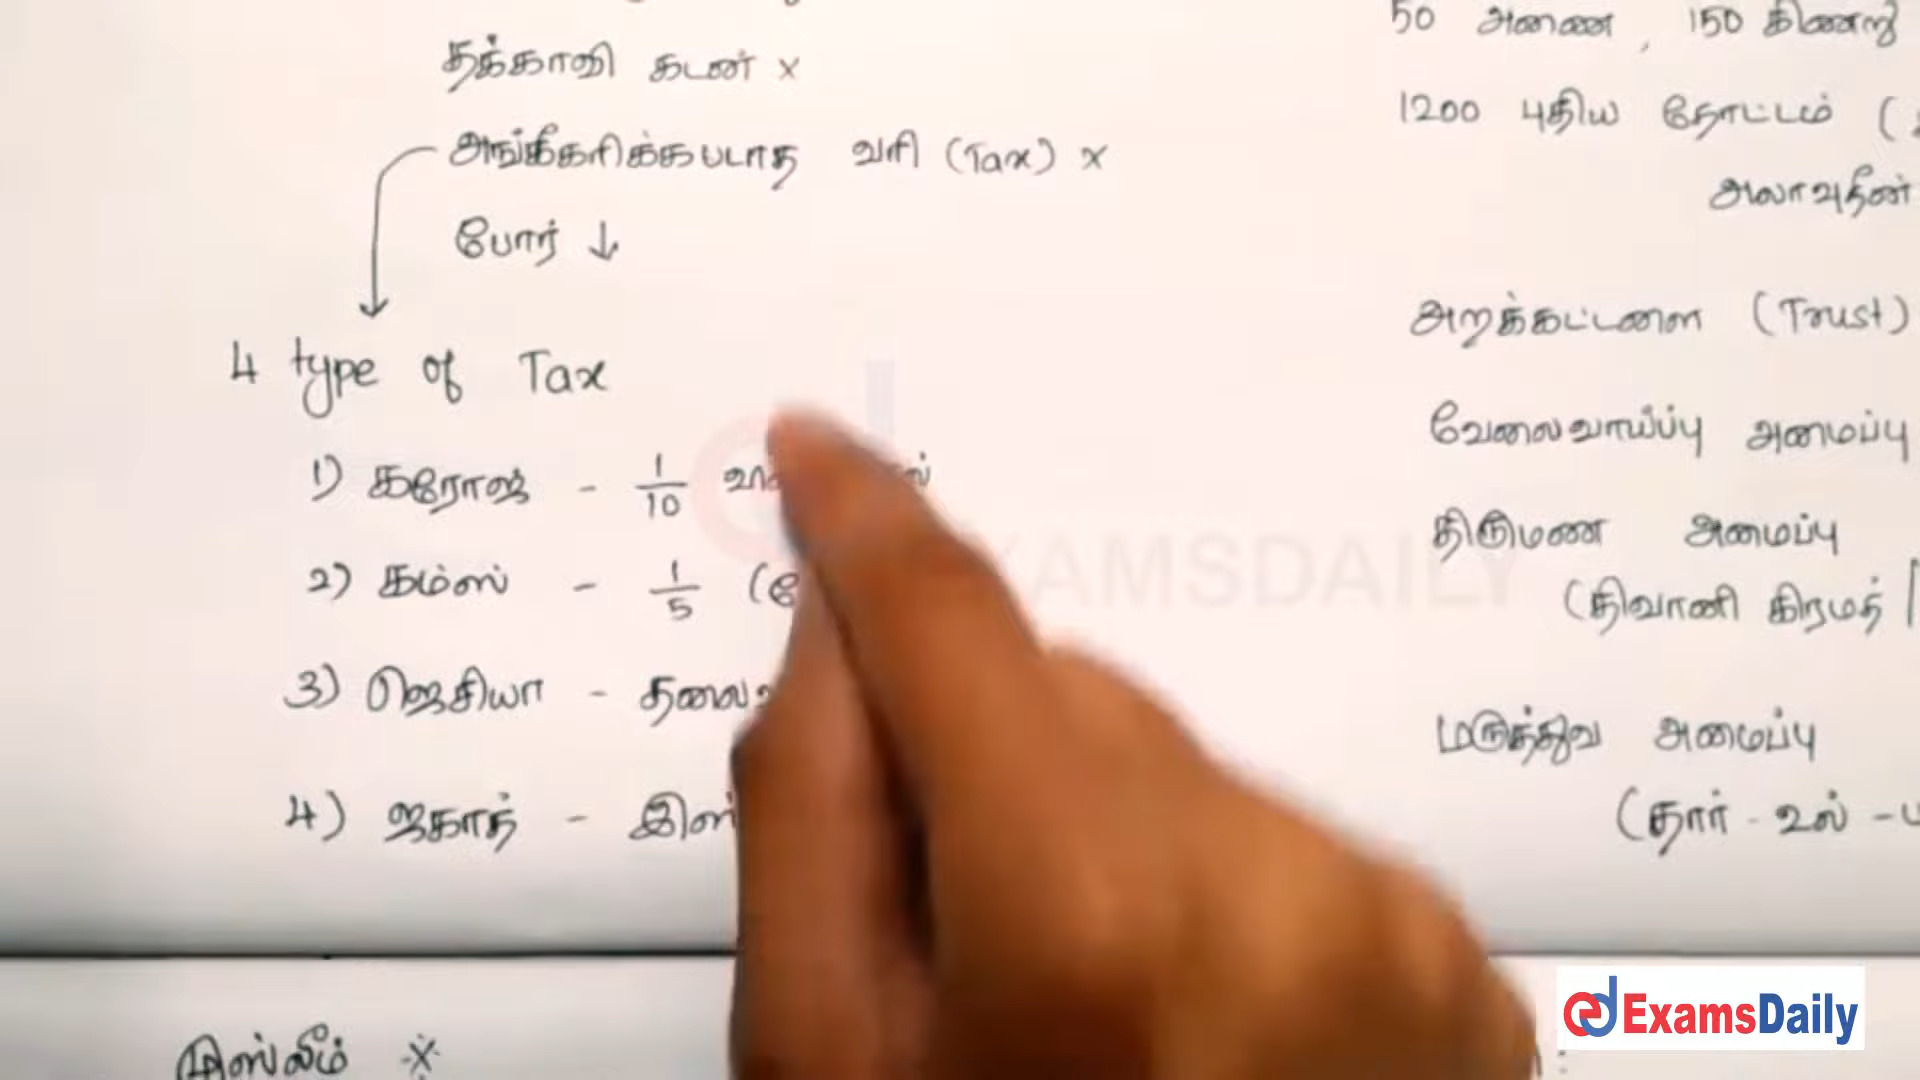 தக்காவி கடன் x
அங்கீகரிக்கபடாத வரி (Tax) x
போர் ↓
4 type of Tax
1) கரோஜ் - 1/10
2) கம்ஸ் - 1/5
3) ஜெசியா -
4) ஜகாத் -
முஸ்லீம் ※
50 அணை, 150 கிணறு
1200 புதிய தோட்டம் (
அலாவுதீன்
அறக்கட்டளை (Trust)
வேலைவாய்ப்பு அமைப்பு
திருமண அமைப்பு
(திவானி கிரமத்
மருத்துவ அமைப்பு
(தார் - உல் -
EXAMSDAILY
ExamsDaily